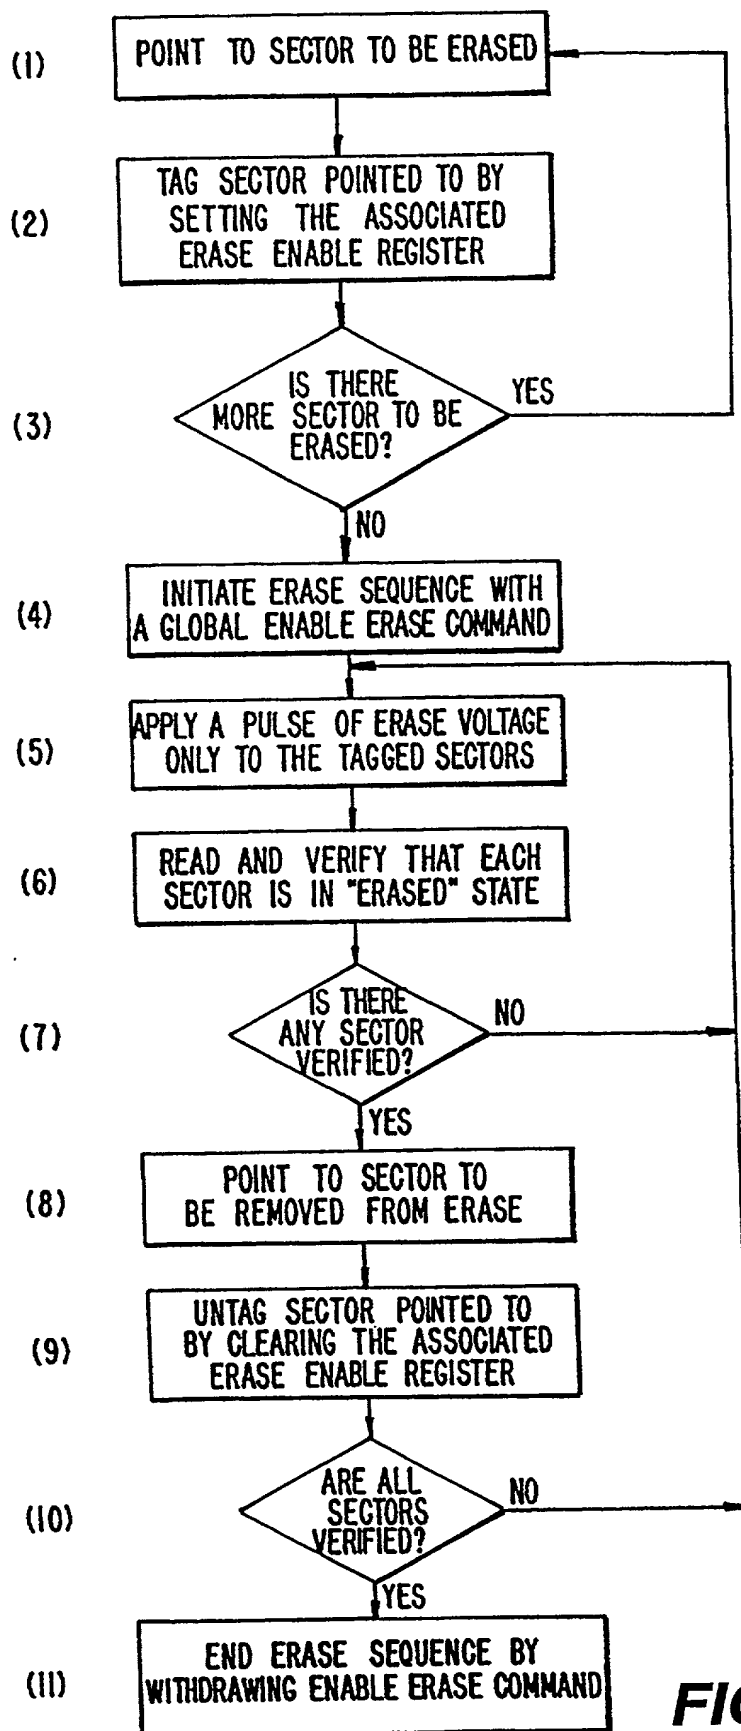 (1)
POINT TO SECTOR TO BE ERASED
(2)
TAG SECTOR POINTED TO BY
SETTING THE ASSOCIATED
ERASE ENABLE REGISTER
(3)
IS THERE
MORE SECTOR TO BE
ERASED?
YES
NO
(4)
INITIATE ERASE SEQUENCE WITH
A GLOBAL ENABLE ERASE COMMAND
(5)
APPLY A PULSE OF ERASE VOLTAGE
ONLY TO THE TAGGED SECTORS
(6)
READ AND VERIFY THAT EACH
SECTOR IS IN "ERASED" STATE
(7)
IS THERE
ANY SECTOR
VERIFIED?
NO
YES
(8)
POINT TO SECTOR TO
BE REMOVED FROM ERASE
(9)
UNTAG SECTOR POINTED TO
BY CLEARING THE ASSOCIATED
ERASE ENABLE REGISTER
(10)
ARE ALL
SECTORS
VERIFIED?
NO
YES
(11)
END ERASE SEQUENCE BY
WITHDRAWING ENABLE ERASE COMMAND